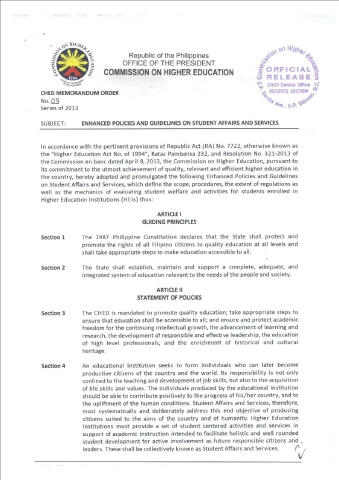 Republic of the Philippines
OFFICE OF THE PRESIDENT
COMMISSION ON HIGHER EDUCATION
OFFICIAL
RELEASE
CHED Central Office
RECORDS SECTION
CHED MEMORANDUM ORDER
No. 09
Series of 2013
SUBJECT: ENHANCED POLICIES AND GUIDELINES ON STUDENT AFFAIRS AND SERVICES
In accordance with the pertinent provisions of Republic Act No. 7722, otherwise known as
the "Higher Education Act No. of 1994", Batas Pambansa 232, and Resolution No. 321-2013 of
the Commission en banc dated April 8, 2013, the Commission on Higher Education, pursuant to
its commitment to the utmost achievement of quality, relevant and efficient higher education in
the country, hereby adopted and promulgated the following Enhanced Policies and Guidelines
on Student Affairs and Services, which define the scope, procedures, the extent of regulations as
well as the mechanics of evaluating student welfare and activities for students enrolled in
Higher Education Institutions (HEIs) thus:
ARTICLE I
GUIDING PRINCIPLES
Section 1 The 1987 Philippine Constitution declares that the State shall protect and
promote the rights of all Filipino citizens to quality education at all levels and
shall take appropriate steps to make education accessible to all.
Section 2 The State shall establish, maintain and support a complete, adequate, and
integrated system of education relevant to the needs of the people and society.
ARTICLE II
STATEMENT OF POLICIES
Section 3 The CHED is mandated to promote quality education; take appropriate steps to
ensure that education shall be accessible to all; and ensure and protect academic
freedom for the continuing intellectual growth, the advancement of learning and
research, the development of responsible and effective leadership, the education
of high level professionals, and the enrichment of historical and cultural
heritage.
Section 4 An educational institution seeks to form individuals who can later become
productive citizens of the country and the world. Its responsibility is not only
confined to the teaching and development of job skills, but also to the acquisition
of life skills and values. The individuals produced by the educational institution
should be able to contribute positively to the progress of his/her country, and to
the upliftment of the human conditions. Student Affairs and Services, therefore,
must systematically and deliberately address this end objective of producing
citizens suited to the aims of the country and of humanity. Higher Education
Institutions must provide a set of student centered activities and services in
support of academic instruction intended to facilitate holistic and well rounded
student development for active involvement as future responsible citizens and
leaders. These shall be collectively known as Student Affairs and Services.